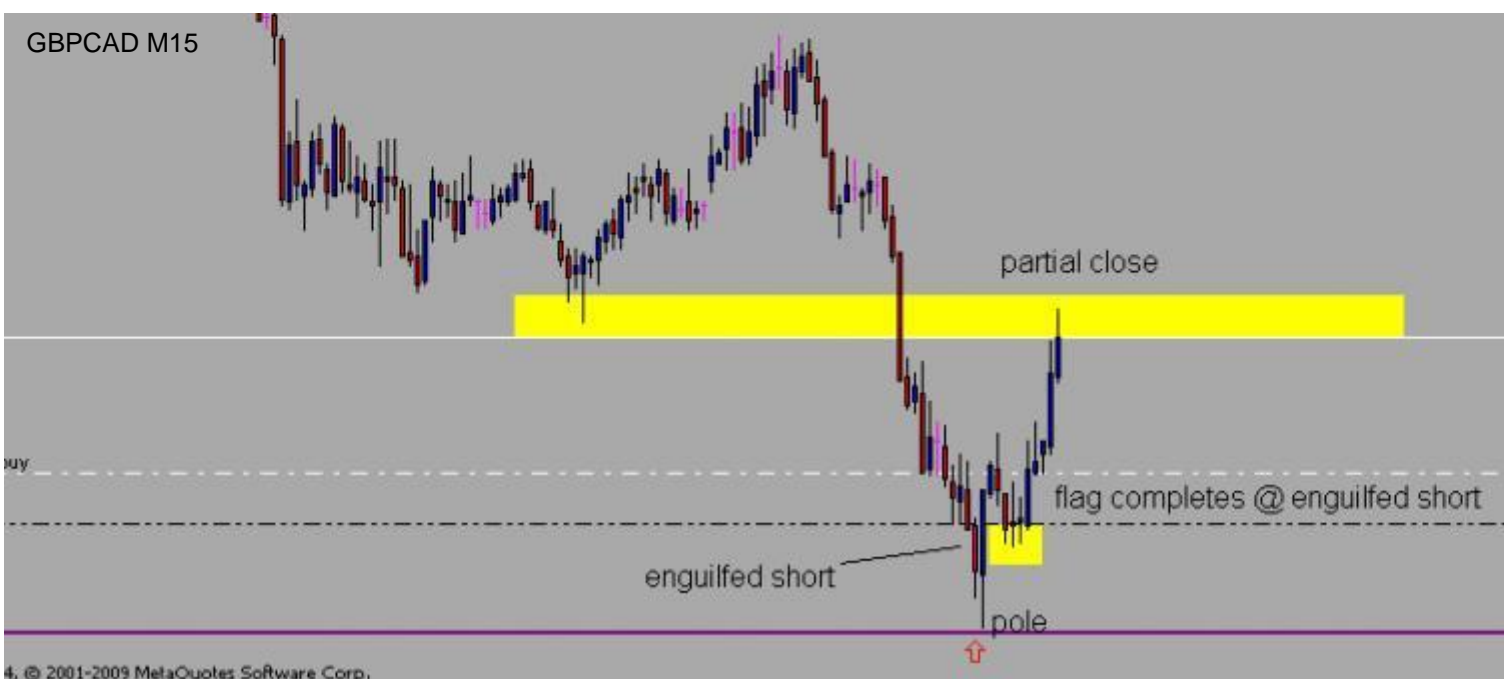 GBPCAD M15
partial close
buy
flag completes @ enguilfed short
enguilfed short
pole
4, © 2001-2009 MetaQuotes Software Corp.